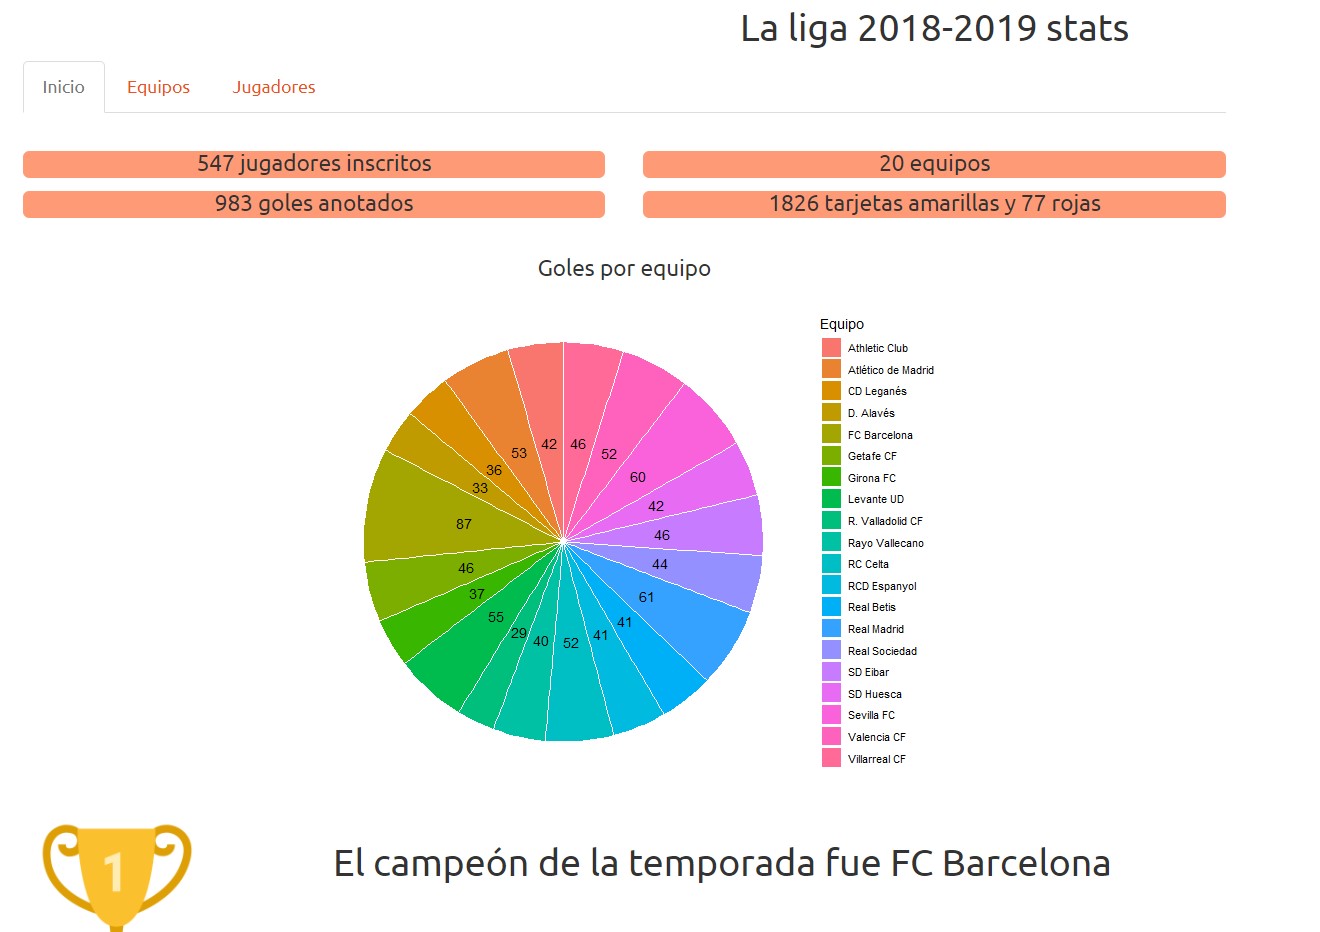 La liga 2018-2019 stats
Inicio Equipos Jugadores
547 jugadores inscritos 20 equipos
983 goles anotados 1826 tarjetas amarillas y 77 rojas
Goles por equipo
42
53
36
33
87
46
37
55
29
40
52
41
41
61
44
46
42
60
52
46
Equipo
Athletic Club
Atlético de Madrid
CD Leganés
D. Alavés
FC Barcelona
Getafe CF
Girona FC
Levante UD
R. Valladolid CF
Rayo Vallecano
RC Celta
RCD Espanyol
Real Betis
Real Madrid
Real Sociedad
SD Eibar
SD Huesca
Sevilla FC
Valencia CF
Villarreal CF
1
El campeón de la temporada fue FC Barcelona